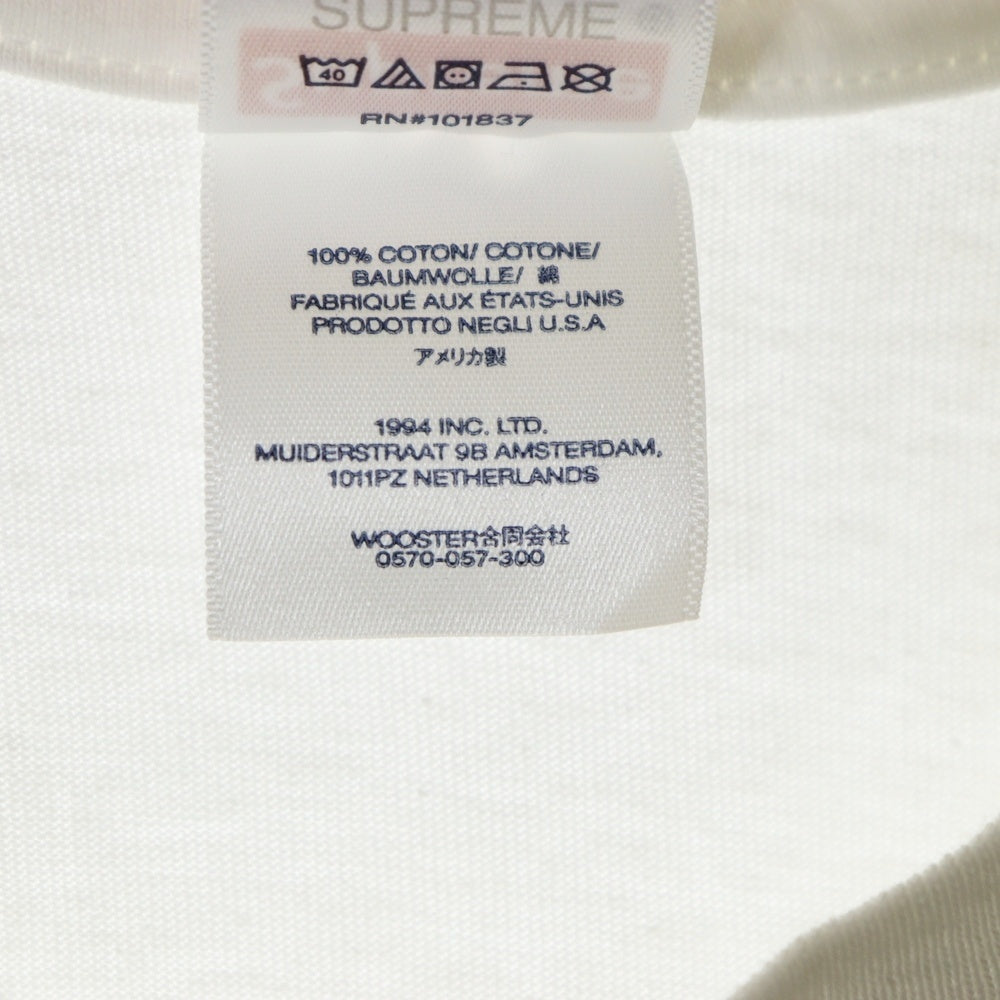 SUPREME
40
RN#101837
100% COTON/ COTONE/
BAUMWOLLE/ 綿
FABRIQUÉ AUX ÉTATS-UNIS
PRODOTTO NEGLI U.S.A
アメリカ製
1994 INC. LTD.
MUIDERSTRAAT 9B AMSTERDAM,
1011PZ NETHERLANDS
WOOSTER合同会社
0570-057-300